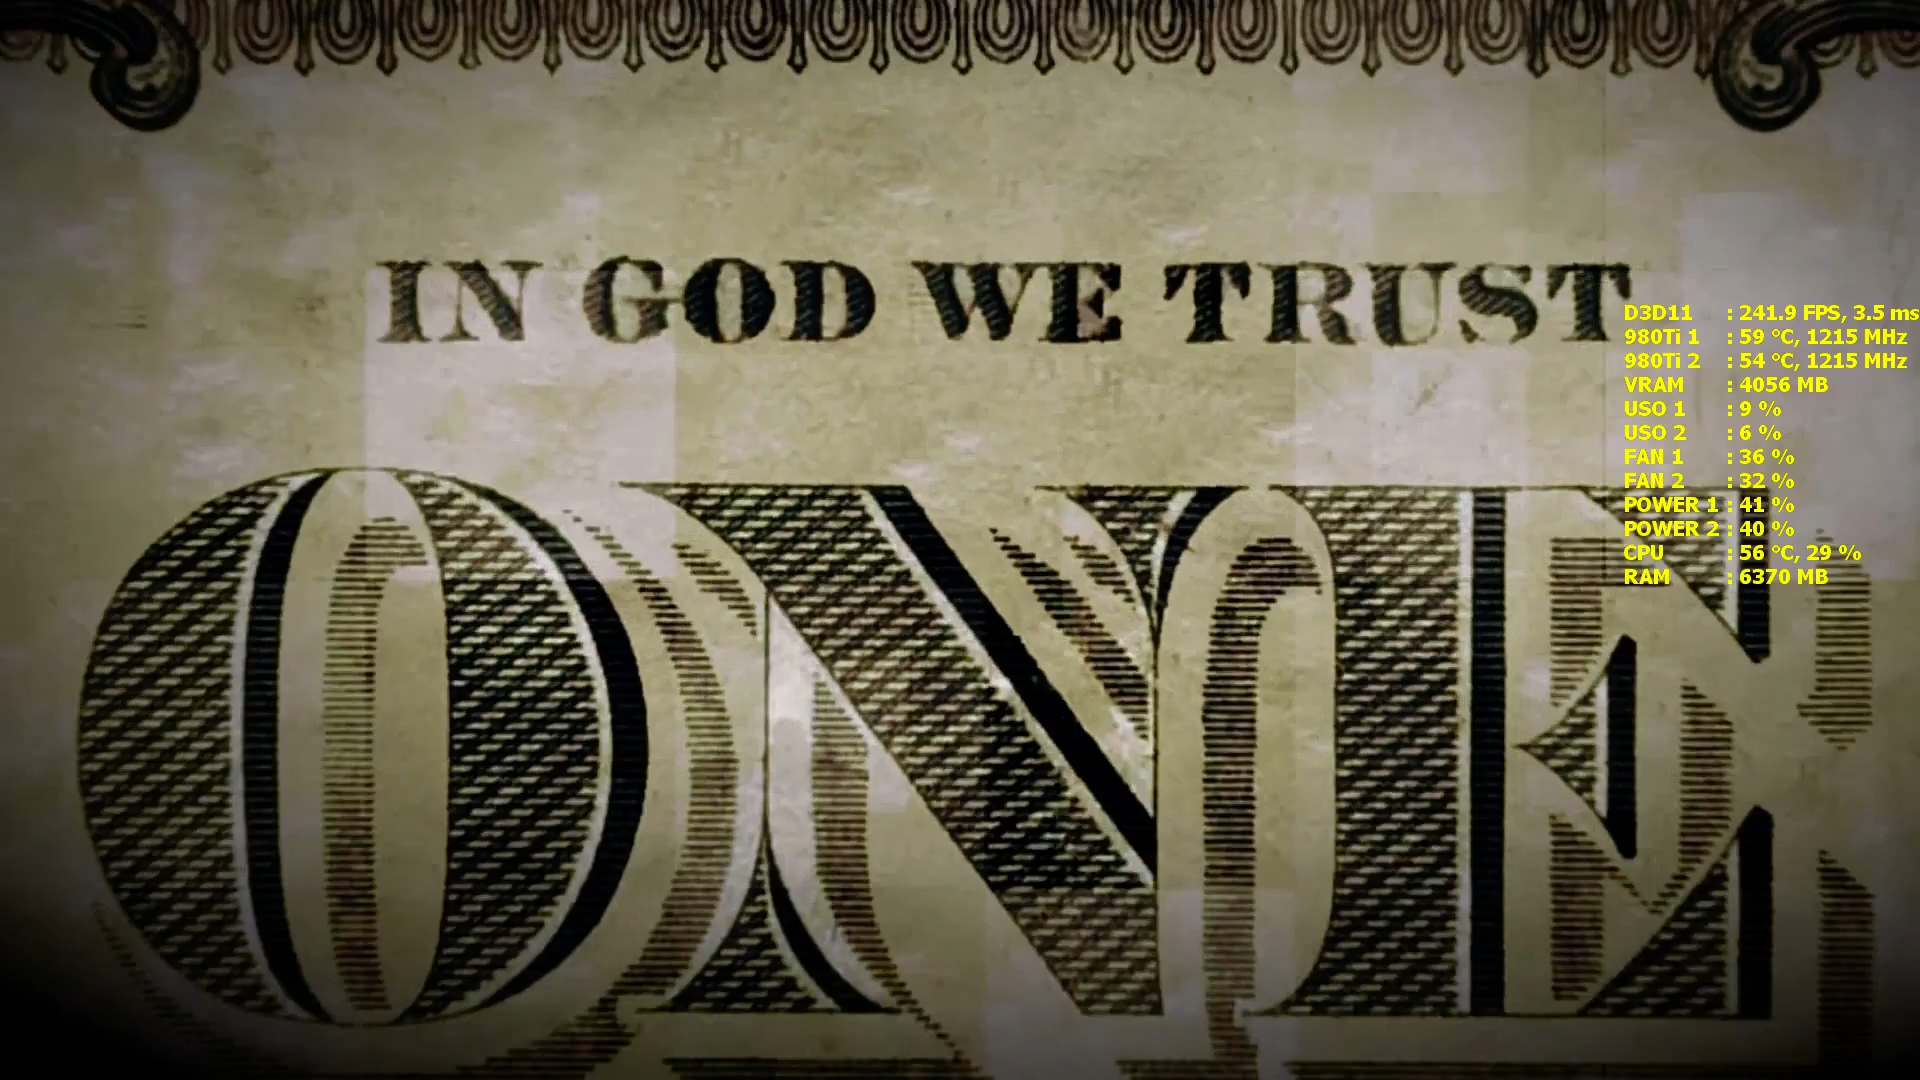 IN GOD WE TRUST
D3D11 : 241.9 FPS, 3.5 ms
980Ti 1 : 59 °C, 1215 MHz
980Ti 2 : 54 °C, 1215 MHz
VRAM : 4056 MB
USO 1 : 9 %
USO 2 : 6 %
FAN 1 : 36 %
FAN 2 : 32 %
POWER 1 : 41 %
POWER 2 : 40 %
CPU : 56 °C, 29 %
RAM : 6370 MB
ONE